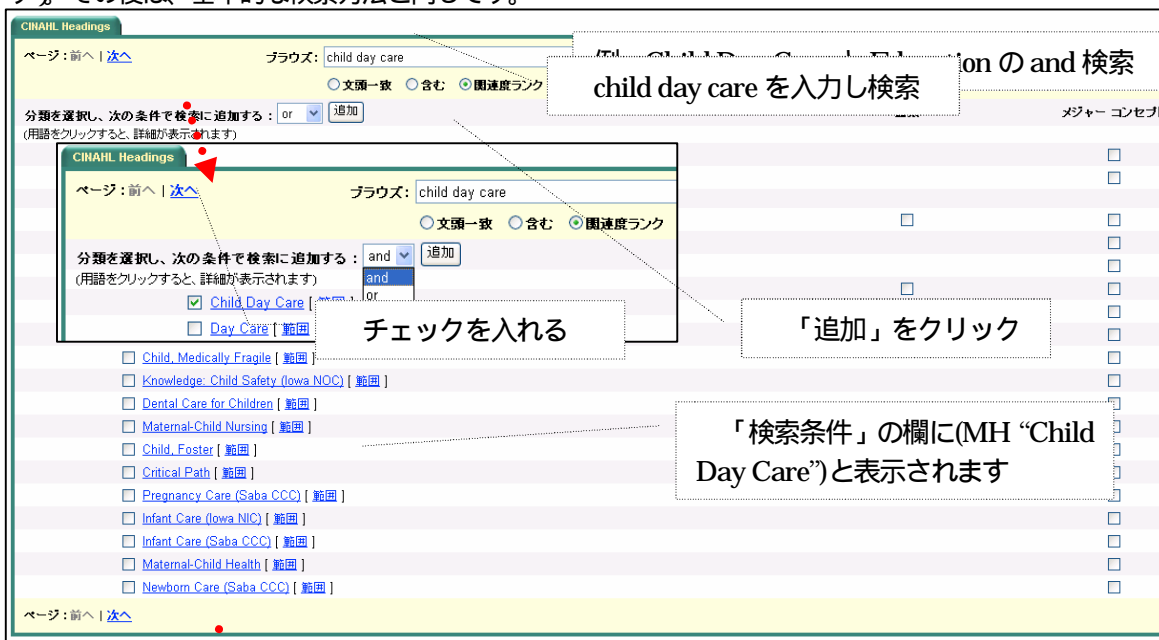 CINAHL Headings
ページ : 前へ | 次へ
ブラウズ: child day care
child day care を入力し検索
の and 検索
文頭一致 含む 関連度ランク
分類を選択し、次の条件で検索に追加する : or 追加
メジャー コンセプ
(用語をクリックすると、詳細が表示されます)
CINAHL Headings
ページ : 前へ | 次へ
ブラウズ: child day care
文頭一致 含む 関連度ランク
分類を選択し、次の条件で検索に追加する : and 追加
(用語をクリックすると、詳細が表示されます)
and
or
Child Day Care [
Day Care [ 範囲
チェックを入れる
「追加」をクリック
Child, Medically Fragile [ 範囲 ]
Knowledge: Child Safety (Iowa NOC) [ 範囲 ]
Dental Care for Children [ 範囲 ]
Maternal-Child Nursing [ 範囲 ]
Child, Foster [ 範囲 ]
Critical Path [ 範囲 ]
Pregnancy Care (Saba CCC) [ 範囲 ]
Infant Care (Iowa NIC) [ 範囲 ]
Infant Care (Saba CCC) [ 範囲 ]
Maternal-Child Health [ 範囲 ]
Newborn Care (Saba CCC) [ 範囲 ]
「検索条件」の欄に(MH “Child
Day Care”)と表示されます
ページ : 前へ | 次へ